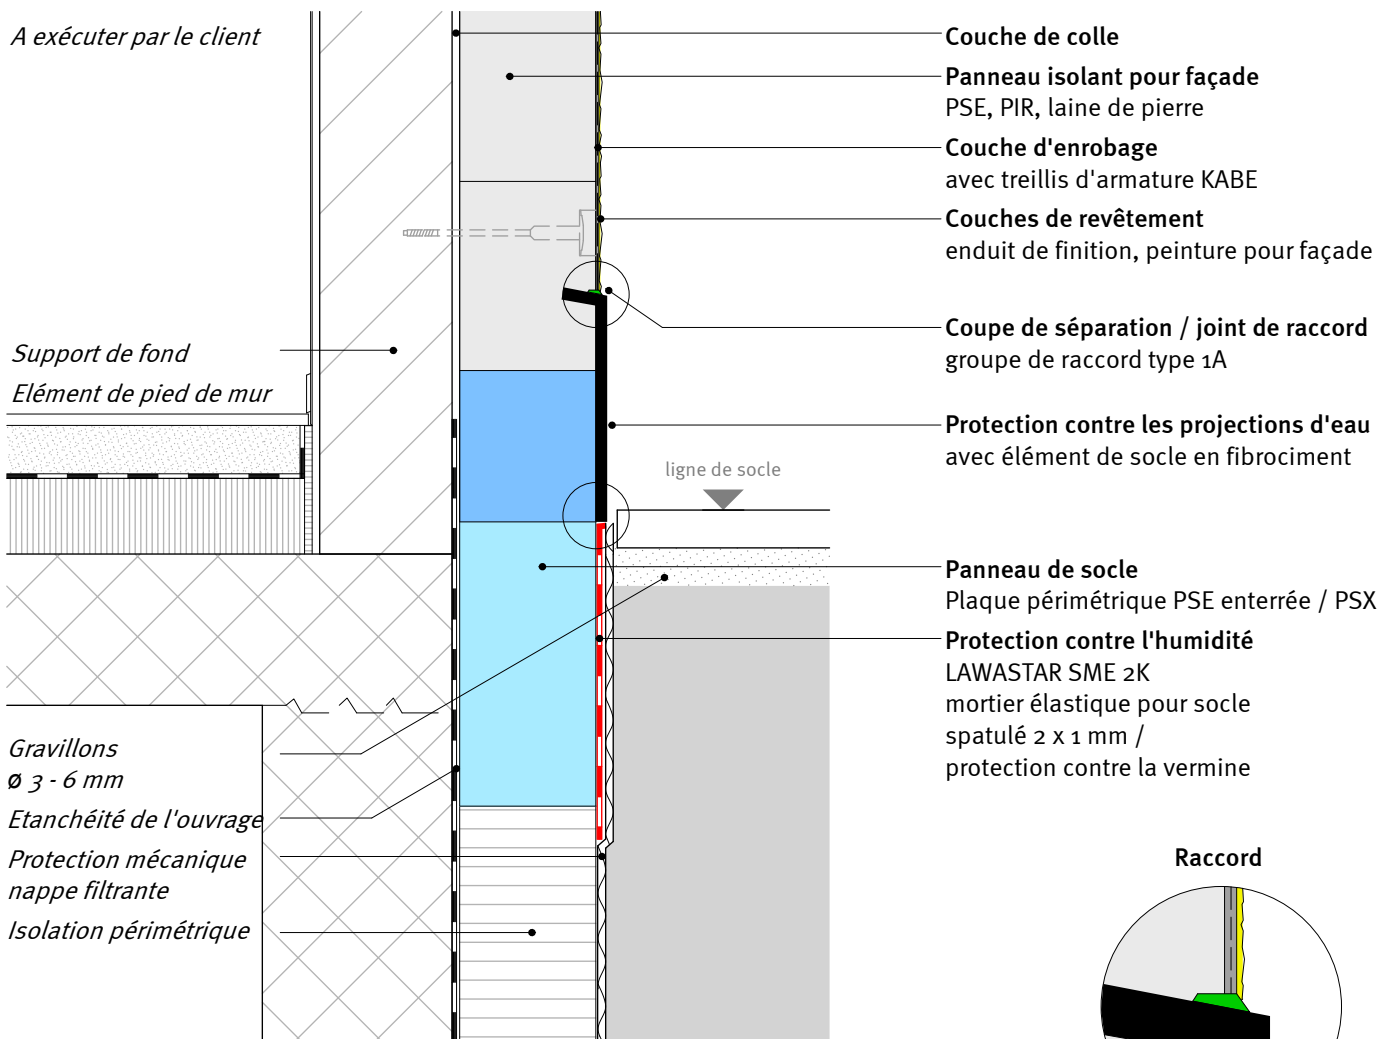 A exécuter par le client
Support de fond
Elément de pied de mur
Gravillons
ø 3 - 6 mm
Etanchéité de l'ouvrage
Protection mécanique
nappe filtrante
Isolation périmétrique
ligne de socle
Couche de colle
Panneau isolant pour façade
PSE, PIR, laine de pierre
Couche d'enrobage
avec treillis d'armature KABE
Couches de revêtement
enduit de finition, peinture pour façade
Coupe de séparation / joint de raccord
groupe de raccord type 1A
Protection contre les projections d'eau
avec élément de socle en fibrociment
Panneau de socle
Plaque périmétrique PSE enterrée / PSX
Protection contre l'humidité
LAWASTAR SME 2K
mortier élastique pour socle
spatulé 2 x 1 mm /
protection contre la vermine
Raccord